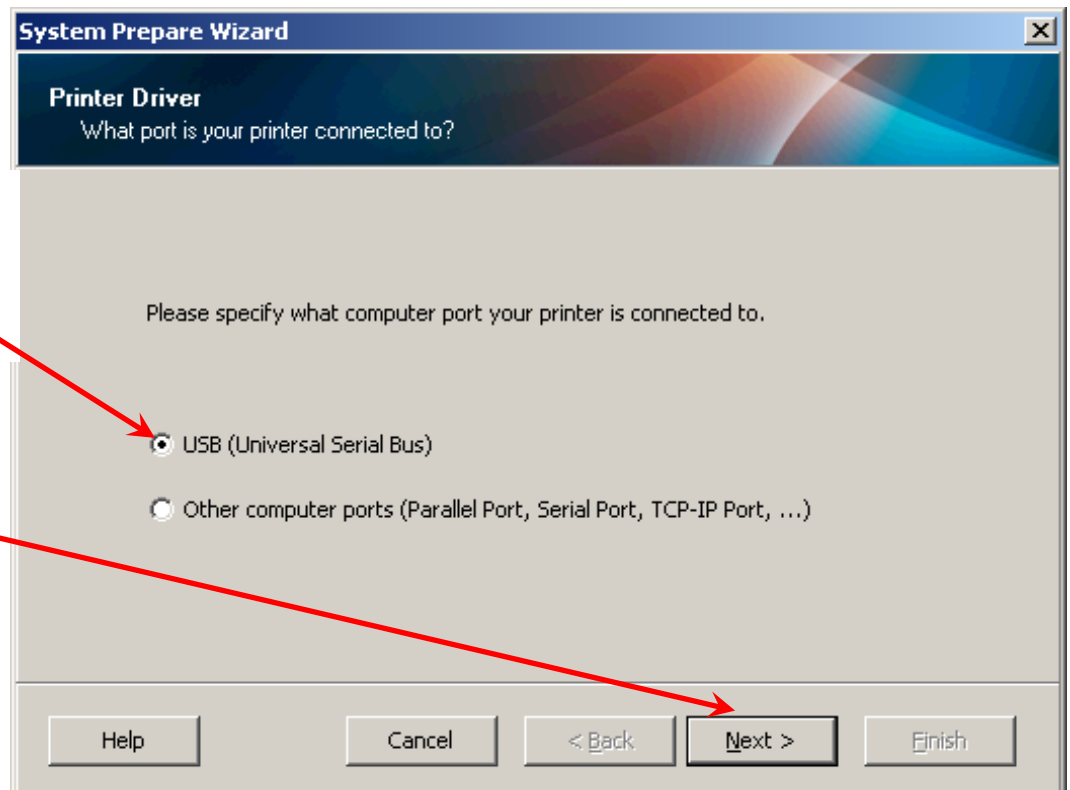 System Prepare Wizard
Printer Driver
What port is your printer connected to?
Please specify what computer port your printer is connected to.
USB (Universal Serial Bus)
Other computer ports (Parallel Port, Serial Port, TCP-IP Port, ...)
Help Cancel < Back Next > Finish